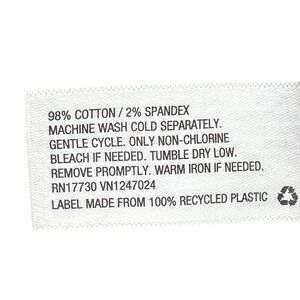 98% COTTON / 2% SPANDEX
MACHINE WASH COLD SEPARATELY.
GENTLE CYCLE. ONLY NON-CHLORINE
BLEACH IF NEEDED. TUMBLE DRY LOW.
REMOVE PROMPTLY. WARM IRON IF NEEDED.
RN17730 VN1247024
LABEL MADE FROM 100% RECYCLED PLASTIC